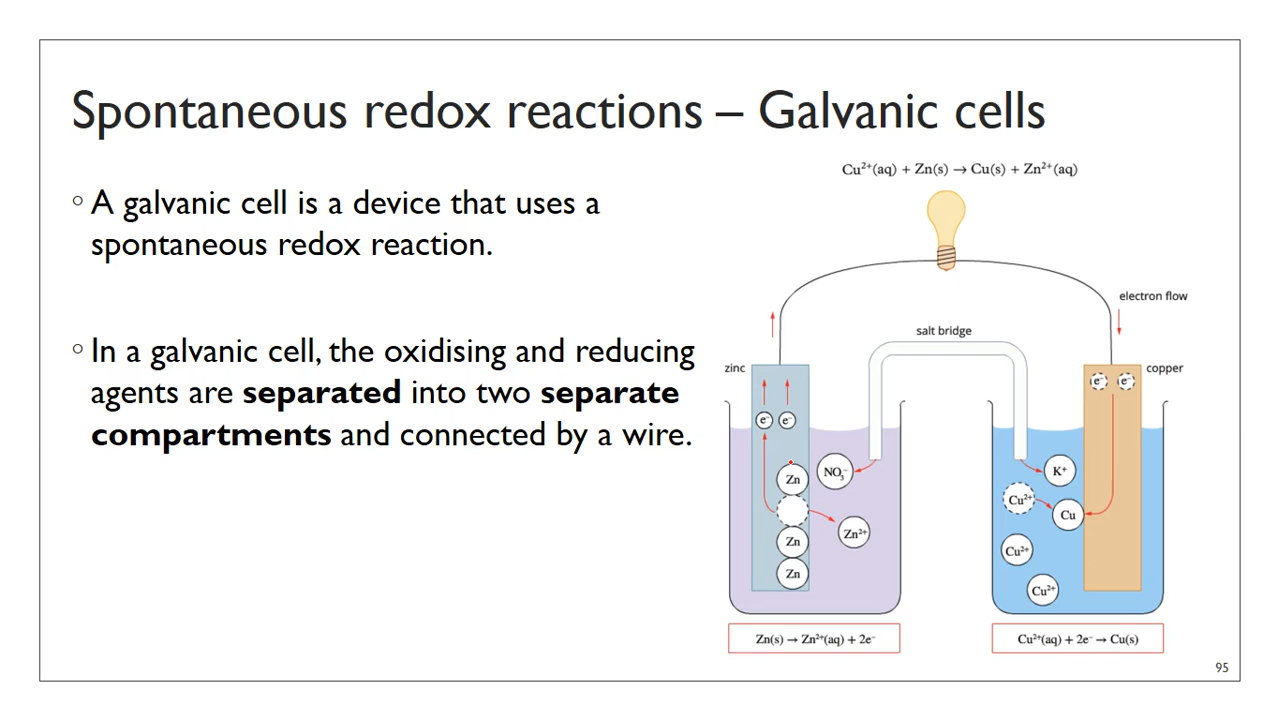 Spontaneous redox reactions – Galvanic cells
◦ A galvanic cell is a device that uses a
spontaneous redox reaction.
◦ In a galvanic cell, the oxidising and reducing
agents are separated into two separate
compartments and connected by a wire.
Cu²⁺(aq) + Zn(s) → Cu(s) + Zn²⁺(aq)
electron flow
salt bridge
zinc
copper
e⁻ e⁻
e⁻ e⁻
Zn
NO₃⁻
Zn²⁺
Zn
Zn
K⁺
Cu²⁺
Cu
Cu²⁺
Cu²⁺
Zn(s) → Zn²⁺(aq) + 2e⁻
Cu²⁺(aq) + 2e⁻ → Cu(s)
95